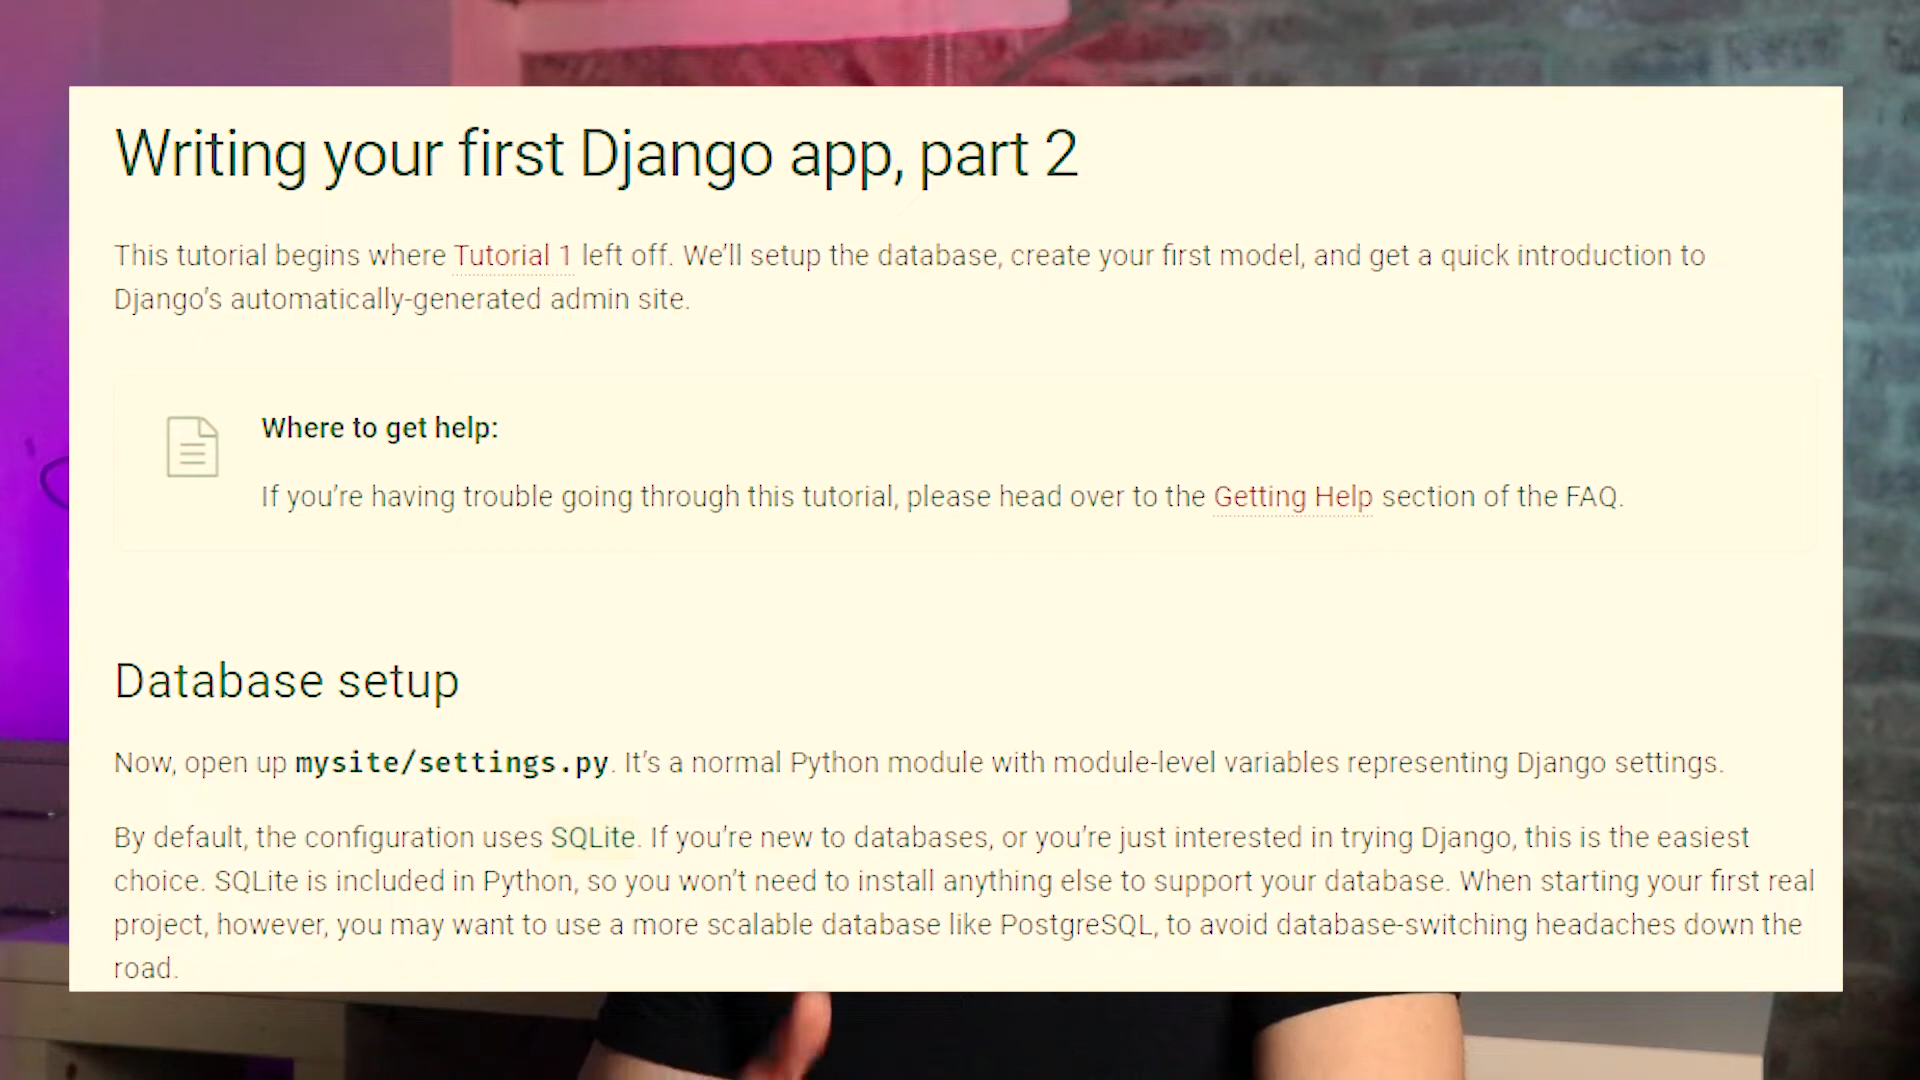 Writing your first Django app, part 2
This tutorial begins where Tutorial 1 left off. We’ll setup the database, create your first model, and get a quick introduction to
Django’s automatically-generated admin site.
Where to get help:
If you’re having trouble going through this tutorial, please head over to the Getting Help section of the FAQ.
Database setup
Now, open up mysite/settings.py. It’s a normal Python module with module-level variables representing Django settings.
By default, the configuration uses SQLite. If you’re new to databases, or you’re just interested in trying Django, this is the easiest
choice. SQLite is included in Python, so you won’t need to install anything else to support your database. When starting your first real
project, however, you may want to use a more scalable database like PostgreSQL, to avoid database-switching headaches down the
road.